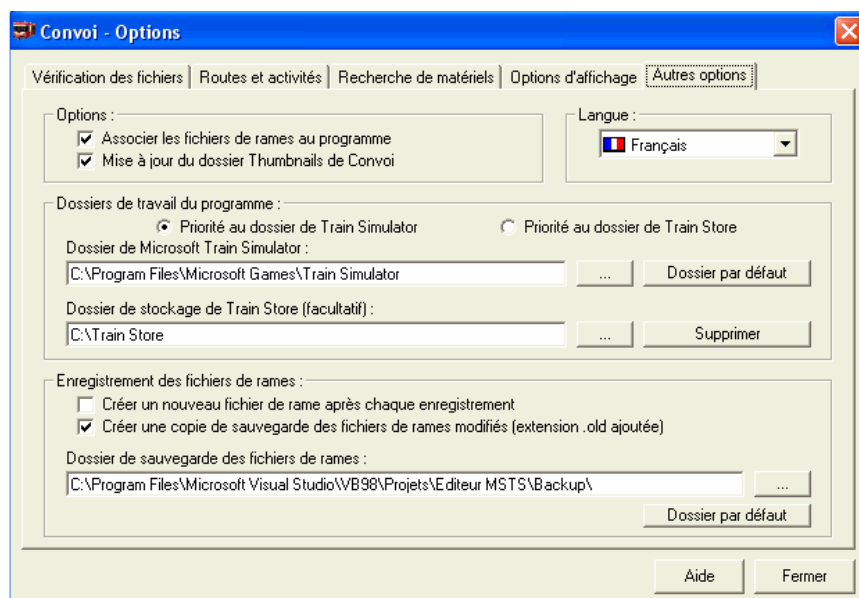 Convoi - Options
Vérification des fichiers Routes et activités Recherche de matériels Options d'affichage Autres options
Options : Langue :
Associer les fichiers de rames au programme
Français
Mise à jour du dossier Thumbnails de Convoi
Dossiers de travail du programme :
Priorité au dossier de Train Simulator Priorité au dossier de Train Store
Dossier de Microsoft Train Simulator :
C:\Program Files\Microsoft Games\Train Simulator ... Dossier par défaut
Dossier de stockage de Train Store (facultatif) :
C:\Train Store ... Supprimer
Enregistrement des fichiers de rames :
Créer un nouveau fichier de rame après chaque enregistrement
Créer une copie de sauvegarde des fichiers de rames modifiés (extension .old ajoutée)
Dossier de sauvegarde des fichiers de rames :
C:\Program Files\Microsoft Visual Studio\VB98\Projets\Editeur MSTS\Backup\ ...
Dossier par défaut
Aide Fermer